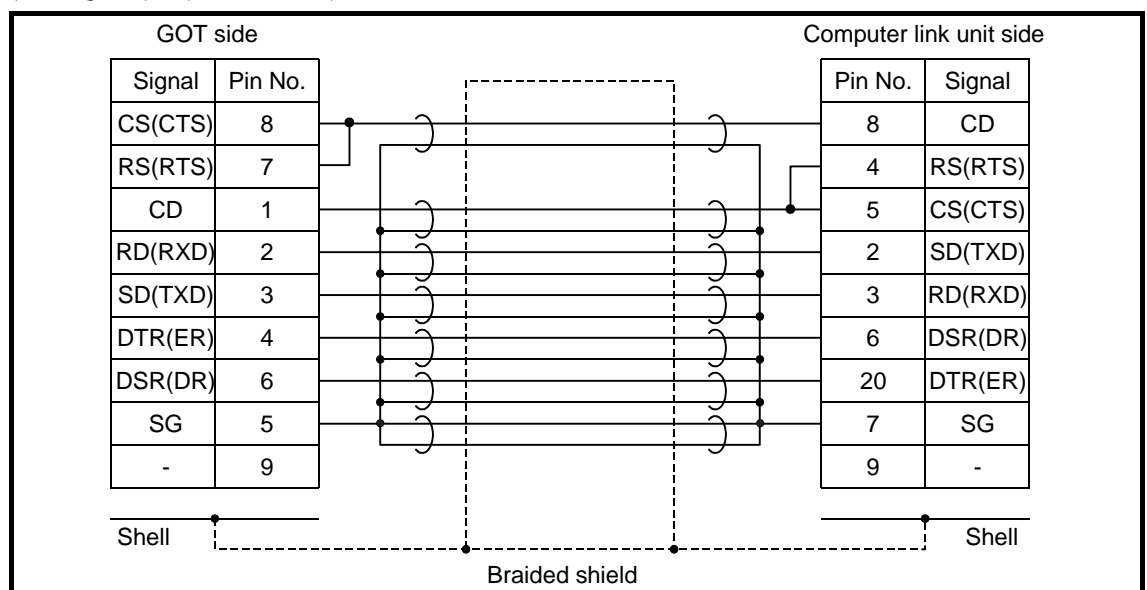 GOT side Computer link unit side
Signal Pin No. Pin No. Signal
CS(CTS) 8 8 CD
RS(RTS) 7 4 RS(RTS)
CD 1 5 CS(CTS)
RD(RXD) 2 2 SD(TXD)
SD(TXD) 3 3 RD(RXD)
DTR(ER) 4 6 DSR(DR)
DSR(DR) 6 20 DTR(ER)
SG 5 7 SG
- 9 9 -
Shell Shell
Braided shield